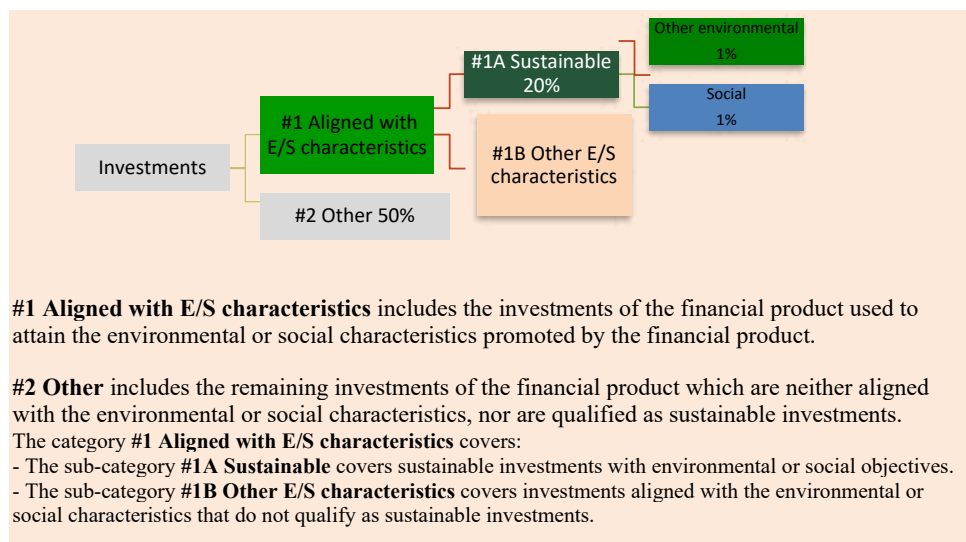 Other environmental
1%
#1A Sustainable
20%
Social
1%
#1 Aligned with
E/S characteristics
#1B Other E/S
characteristics
Investments
#2 Other 50%
#1 Aligned with E/S characteristics includes the investments of the financial product used to
attain the environmental or social characteristics promoted by the financial product.
#2 Other includes the remaining investments of the financial product which are neither aligned
with the environmental or social characteristics, nor are qualified as sustainable investments.
The category #1 Aligned with E/S characteristics covers:
- The sub-category #1A Sustainable covers sustainable investments with environmental or social objectives.
- The sub-category #1B Other E/S characteristics covers investments aligned with the environmental or
social characteristics that do not qualify as sustainable investments.